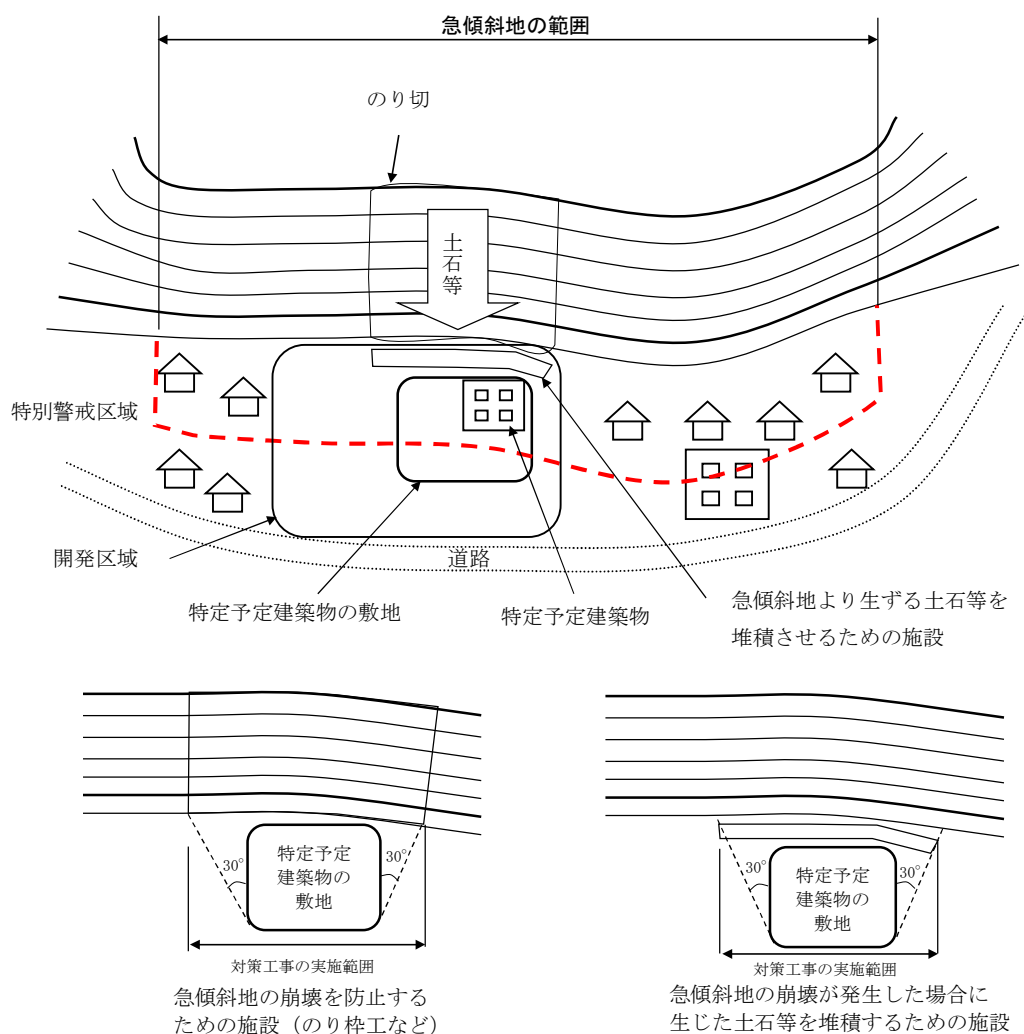 急傾斜地の範囲
のり切
土石等
特別警戒区域
開発区域
道路
特定予定建築物の敷地
特定予定建築物
急傾斜地より生ずる土石等を
堆積させるための施設
30°
30°
特定予定
建築物の
敷地
対策工事の実施範囲
急傾斜地の崩壊を防止する
ための施設（のり枠工など）
30°
30°
特定予定
建築物の
敷地
対策工事の実施範囲
急傾斜地の崩壊が発生した場合に
生じた土石等を堆積するための施設